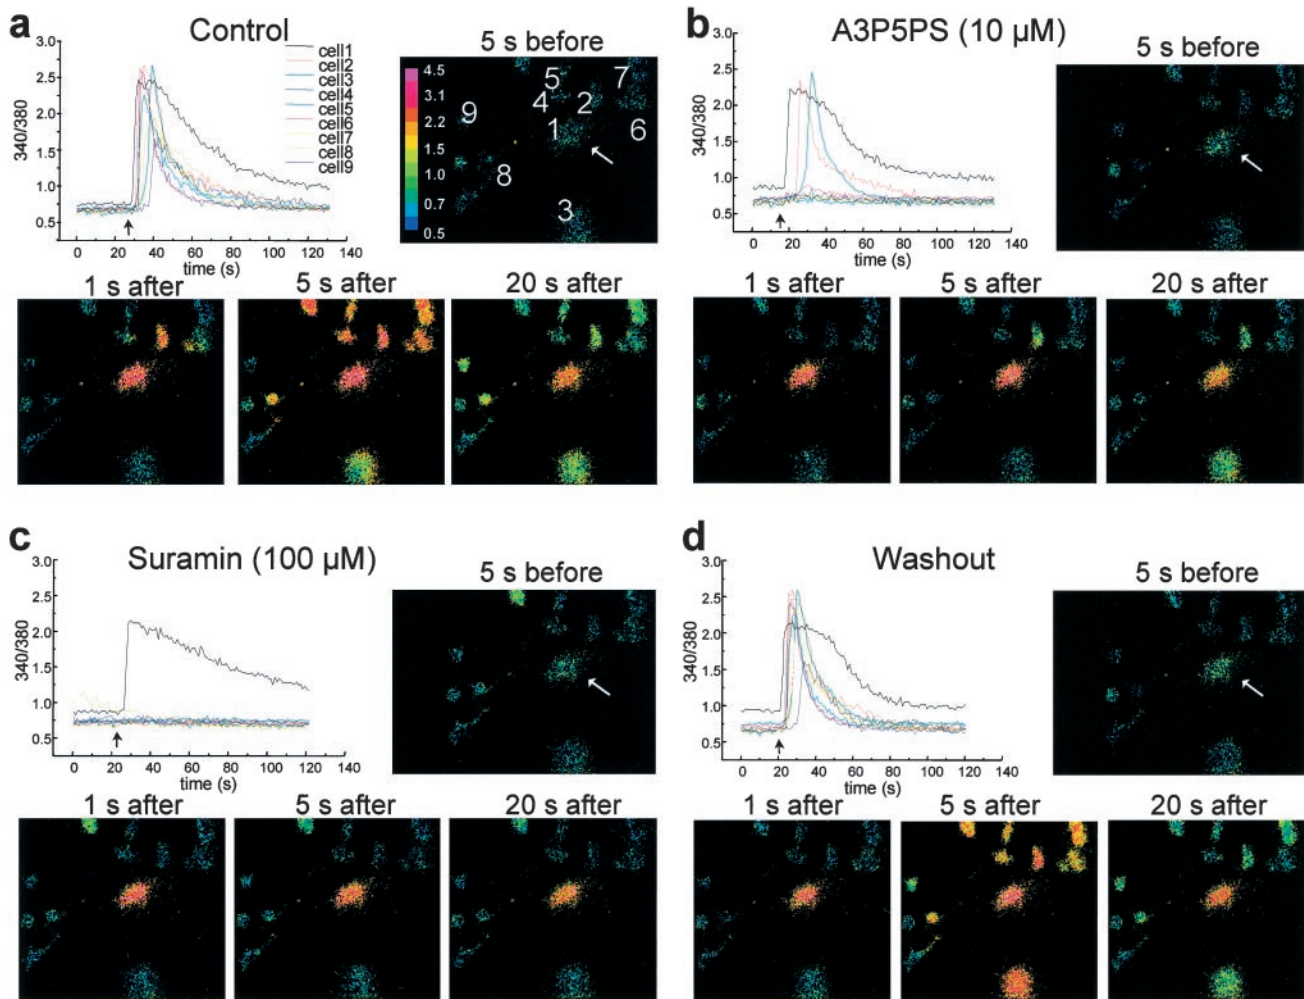 a
Control
3.0
2.5
2.0
1.5
1.0
0.5
340/380
0 20 40 60 80 100 120 140
time (s)
cell1
cell2
cell3
cell4
cell5
cell6
cell7
cell8
cell9
5 s before
4.5
3.1
2.2
1.5
1.0
0.7
0.5
5 7
4 2
9
1 6
8
3
1 s after 5 s after 20 s after
b
A3P5PS (10 µM)
3.0
2.5
2.0
1.5
1.0
0.5
340/380
0 20 40 60 80 100 120 140
time (s)
5 s before
1 s after 5 s after 20 s after
c
Suramin (100 µM)
3.0
2.5
2.0
1.5
1.0
0.5
340/380
0 20 40 60 80 100 120 140
time (s)
5 s before
1 s after 5 s after 20 s after
d
Washout
3.0
2.5
2.0
1.5
1.0
0.5
340/380
0 20 40 60 80 100 120 140
time (s)
5 s before
1 s after 5 s after 20 s after